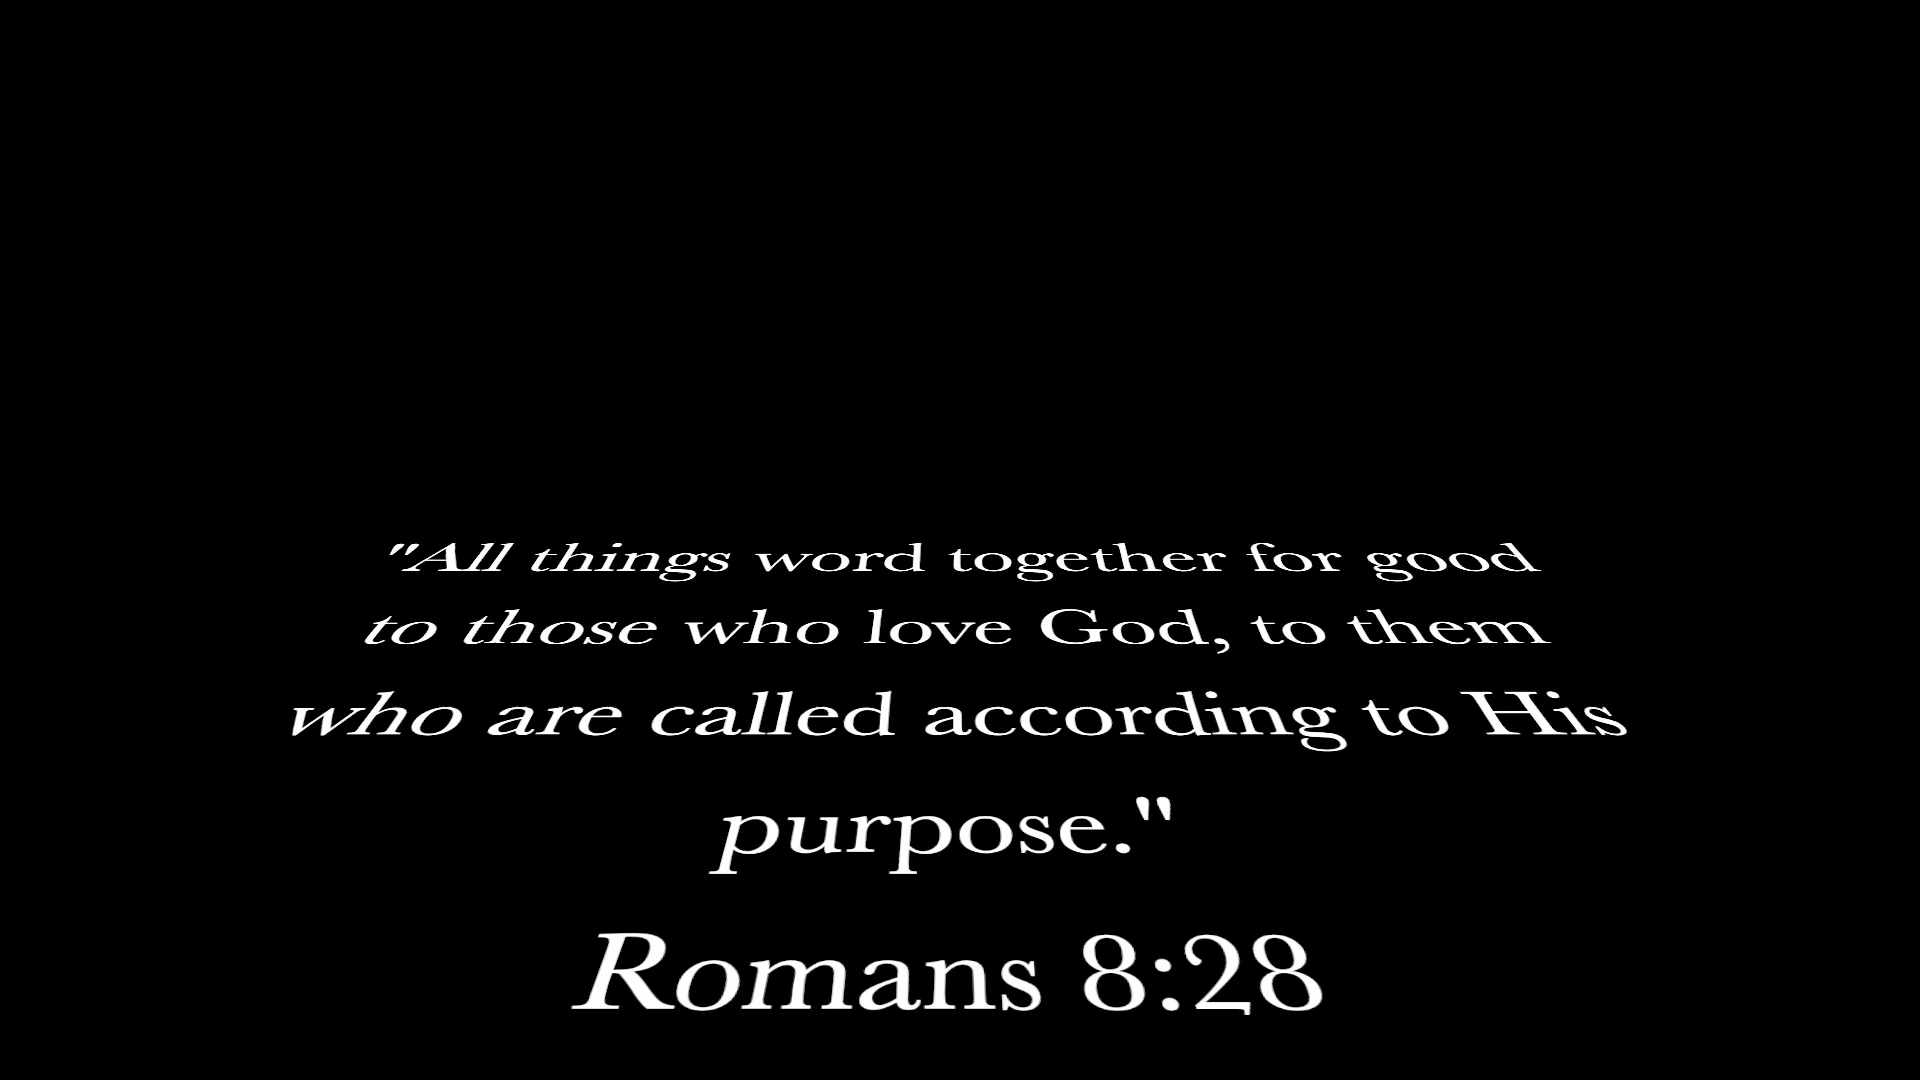 "All things word together for good
to those who love God, to them
who are called according to His
purpose."
Romans 8:28